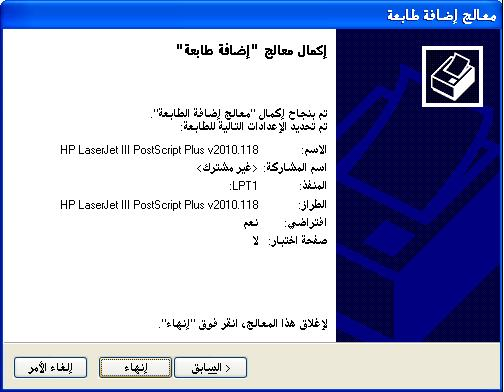 معالج إضافة طابعة
إكمال معالج "إضافة طابعة"
تم بنجاح إكمال "معالج إضافة الطابعة".
تم تحديد الإعدادات التالية للطابعة:
الاسم: HP LaserJet III PostScript Plus v2010.118
اسم المشاركة: <غير مشترك>
المنفذ: LPT1:
الطراز: HP LaserJet III PostScript Plus v2010.118
افتراضي: نعم
صفحة اختبار: لا
لإغلاق هذا المعالج، انقر فوق "إنهاء".
< السابق
إنهاء
إلغاء الأمر